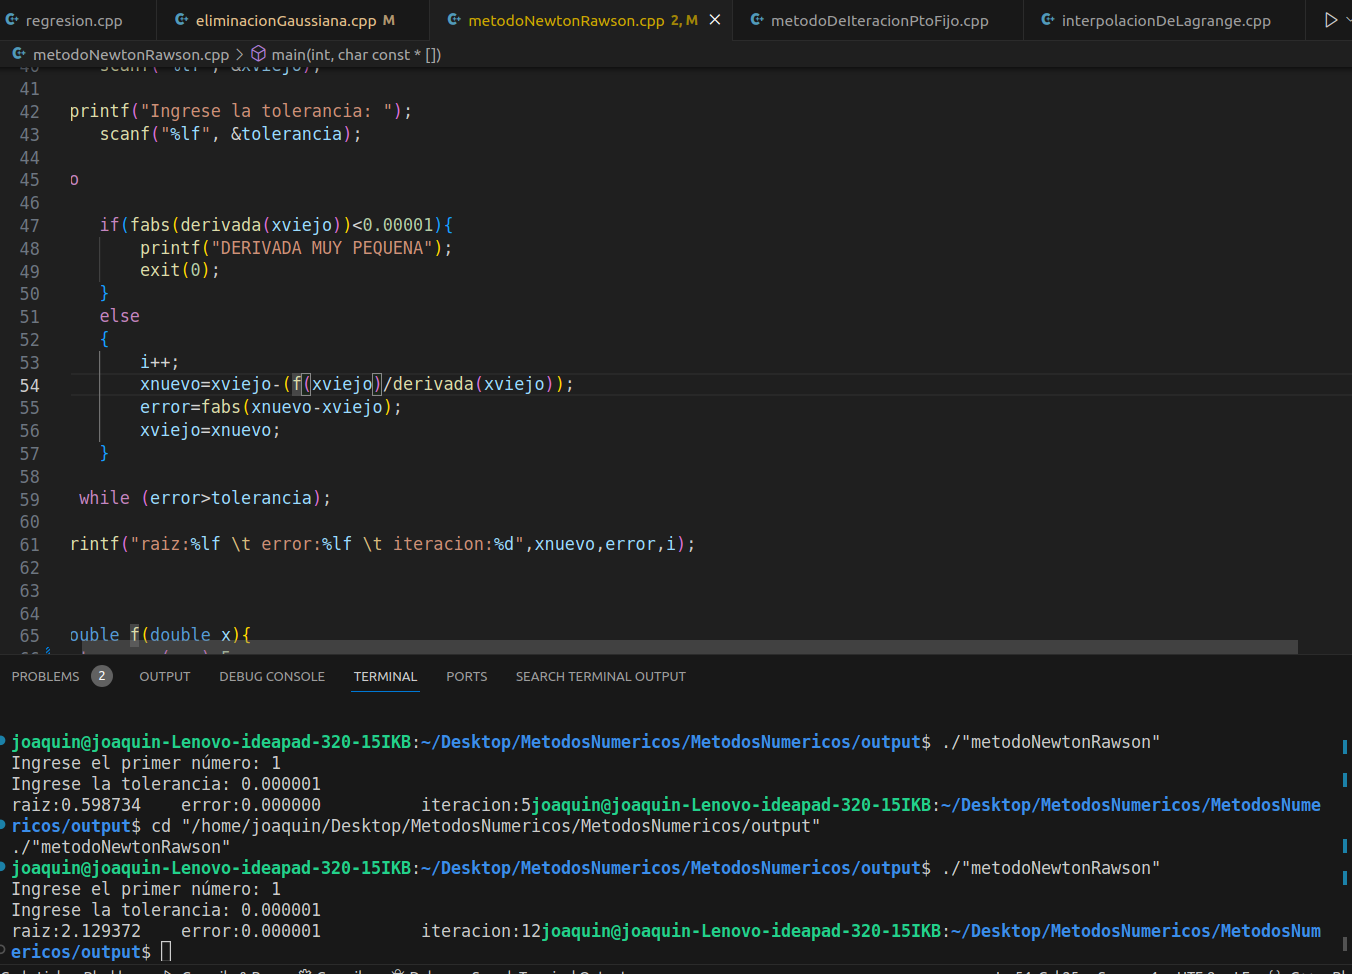 regresion.cpp eliminacionGaussiana.cpp M metodoNewtonRawson.cpp 2, M metodoDeIteracionPtoFijo.cpp interpolacionDeLagrange.cpp
metodoNewtonRawson.cpp > main(int, char const * [])
40 scanf("%lf", &xviejo);
41
42 printf("Ingrese la tolerancia: ");
43 scanf("%lf", &tolerancia);
44
45 o
46
47 if(fabs(derivada(xviejo))<0.00001){
48 printf("DERIVADA MUY PEQUENA");
49 exit(0);
50 }
51 else
52 {
53 i++;
54 xnuevo=xviejo-(f(xviejo)/derivada(xviejo));
55 error=fabs(xnuevo-xviejo);
56 xviejo=xnuevo;
57 }
58
59 while (error>tolerancia);
60
61 rintf("raiz:%lf \t error:%lf \t iteracion:%d",xnuevo,error,i);
62
63
64
65 ouble f(double x){
PROBLEMS 2 OUTPUT DEBUG CONSOLE TERMINAL PORTS SEARCH TERMINAL OUTPUT
joaquin@joaquin-Lenovo-ideapad-320-15IKB:~/Desktop/MetodosNumericos/MetodosNumericos/output$ ./"metodoNewtonRawson"
Ingrese el primer número: 1
Ingrese la tolerancia: 0.000001
raiz:0.598734 error:0.000000 iteracion:5joaquin@joaquin-Lenovo-ideapad-320-15IKB:~/Desktop/MetodosNumericos/MetodosNume
ricos/output$ cd "/home/joaquin/Desktop/MetodosNumericos/MetodosNumericos/output"
./"metodoNewtonRawson"
joaquin@joaquin-Lenovo-ideapad-320-15IKB:~/Desktop/MetodosNumericos/MetodosNumericos/output$ ./"metodoNewtonRawson"
Ingrese el primer número: 1
Ingrese la tolerancia: 0.000001
raiz:2.129372 error:0.000001 iteracion:12joaquin@joaquin-Lenovo-ideapad-320-15IKB:~/Desktop/MetodosNumericos/MetodosNum
ericos/output$